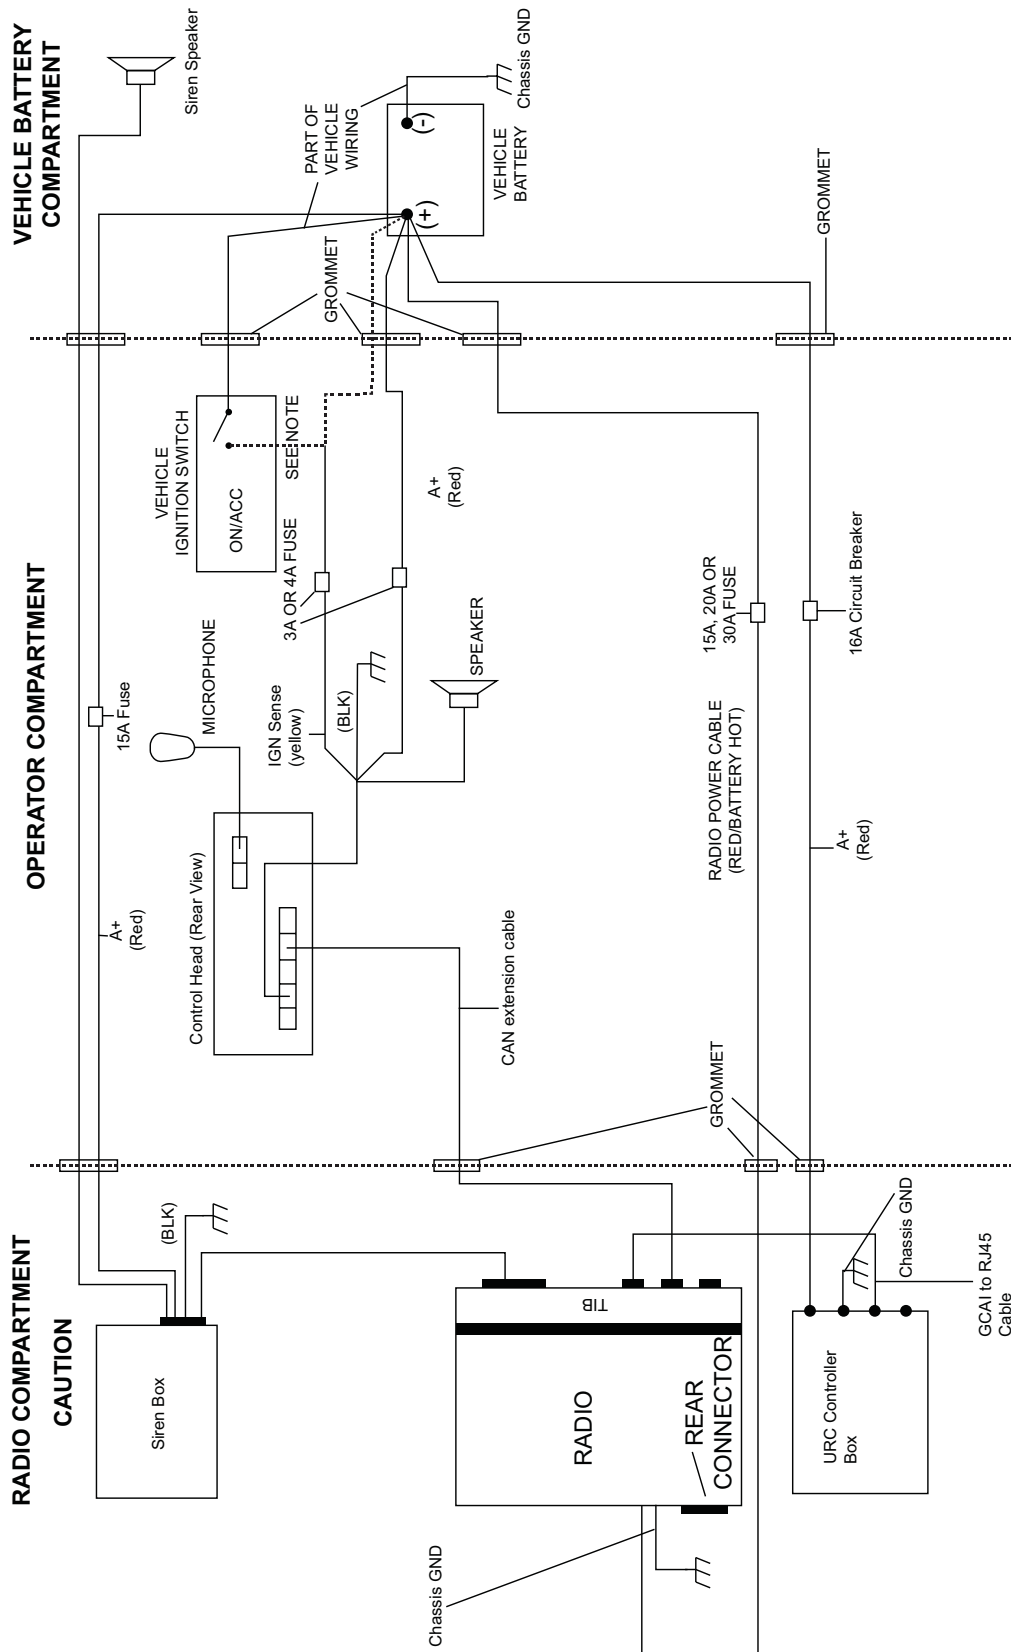 RADIO COMPARTMENT
CAUTION
OPERATOR COMPARTMENT
VEHICLE BATTERY
COMPARTMENT
Siren Speaker
15A Fuse
A+
(Red)
MICROPHONE
VEHICLE
IGNITION SWITCH
ON/ACC
SEE NOTE
PART OF
VEHICLE
WIRING
Chassis GND
(-)
(+)
VEHICLE
BATTERY
GROMMET
Siren Box
(BLK)
Control Head (Rear View)
IGN Sense
(yellow)
(BLK)
3A OR 4A FUSE
A+
(Red)
SPEAKER
CAN extension cable
GROMMET
Chassis GND
RADIO
TIB
REAR
CONNECTOR
GROMMET
RADIO POWER CABLE
(RED/BATTERY HOT)
15A, 20A OR
30A FUSE
URC Controller
Box
Chassis GND
GCAI to RJ45
Cable
A+
(Red)
16A Circuit Breaker